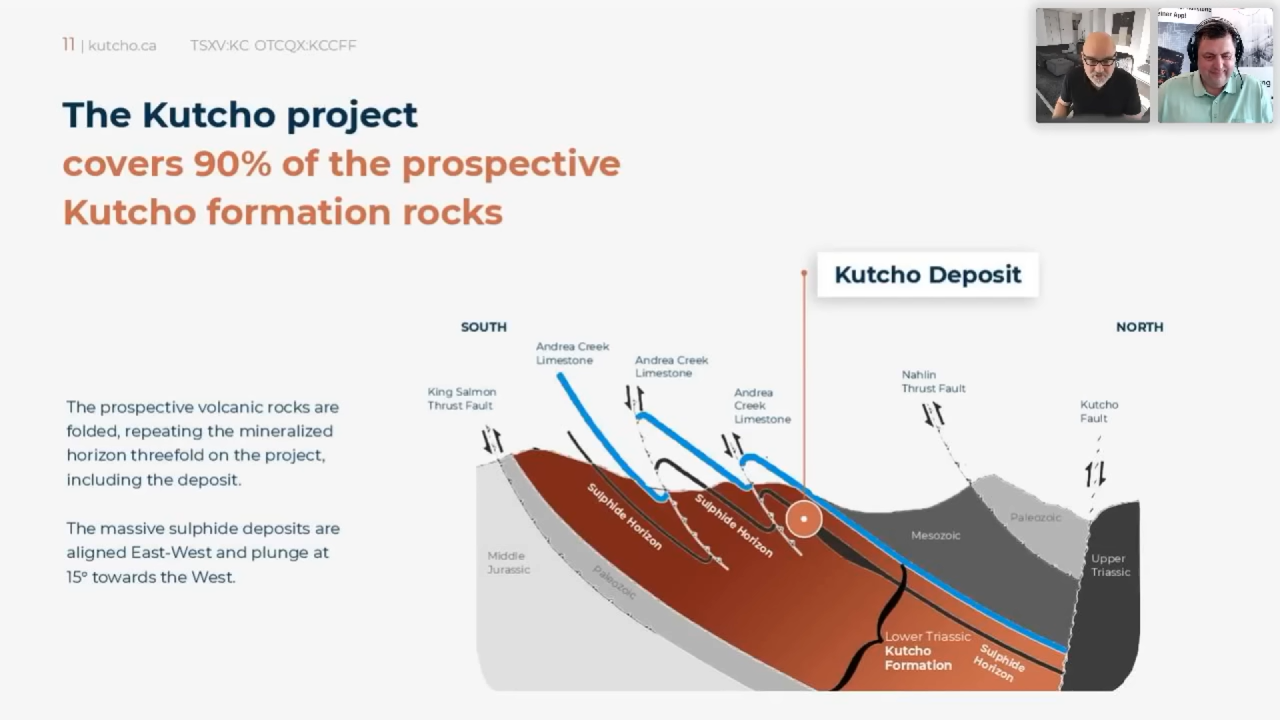 11 | kutcho.ca TSXV:KC OTCQX:KCCFF
The Kutcho project
covers 90% of the prospective
Kutcho formation rocks
Kutcho Deposit
SOUTH
NORTH
Andrea Creek
Limestone
Andrea Creek
Limestone
Andrea
Creek
Limestone
King Salmon
Thrust Fault
Nahlin
Thrust Fault
Kutcho
Fault
The prospective volcanic rocks are
folded, repeating the mineralized
horizon threefold on the project,
including the deposit.
The massive sulphide deposits are
aligned East-West and plunge at
15° towards the West.
Sulphide Horizon
Sulphide Horizon
Paleozoic
Mesozoic
Middle
Jurassic
Paleozoic
Upper
Triassic
Lower Triassic
Kutcho
Formation
Sulphide
Horizon